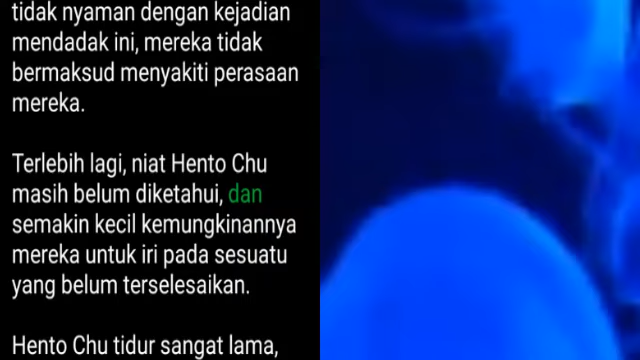 tidak nyaman dengan kejadian
mendadak ini, mereka tidak
bermaksud menyakiti perasaan
mereka.
Terlebih lagi, niat Hento Chu
masih belum diketahui, dan
semakin kecil kemungkinannya
mereka untuk iri pada sesuatu
yang belum terselesaikan.
Hento Chu tidur sangat lama,